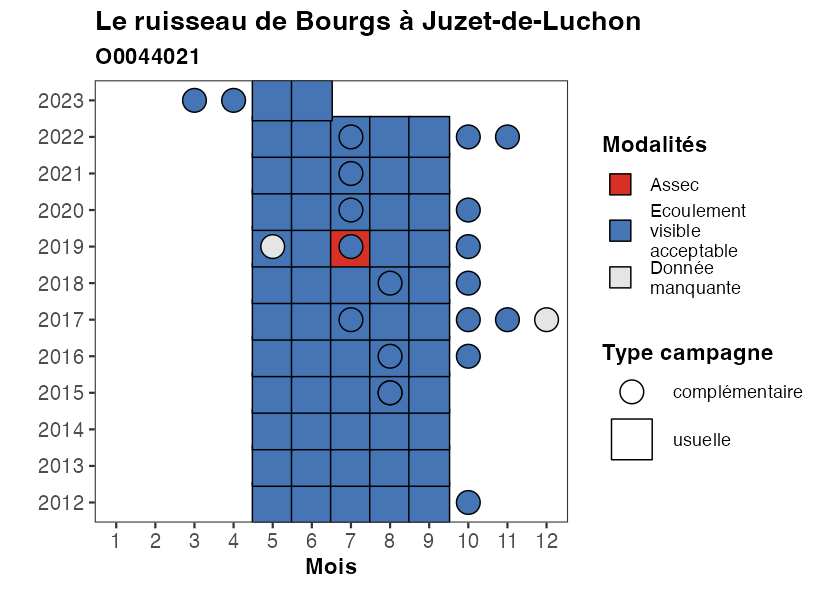 Le ruisseau de Bourgs à Juzet-de-Luchon
O0044021
2023
2022
2021
2020
2019
2018
2017
2016
2015
2014
2013
2012
1 2 3 4 5 6 7 8 9 10 11 12
Mois
Modalités
Assec
Ecoulement
visible
acceptable
Donnée
manquante
Type campagne
complémentaire
usuelle